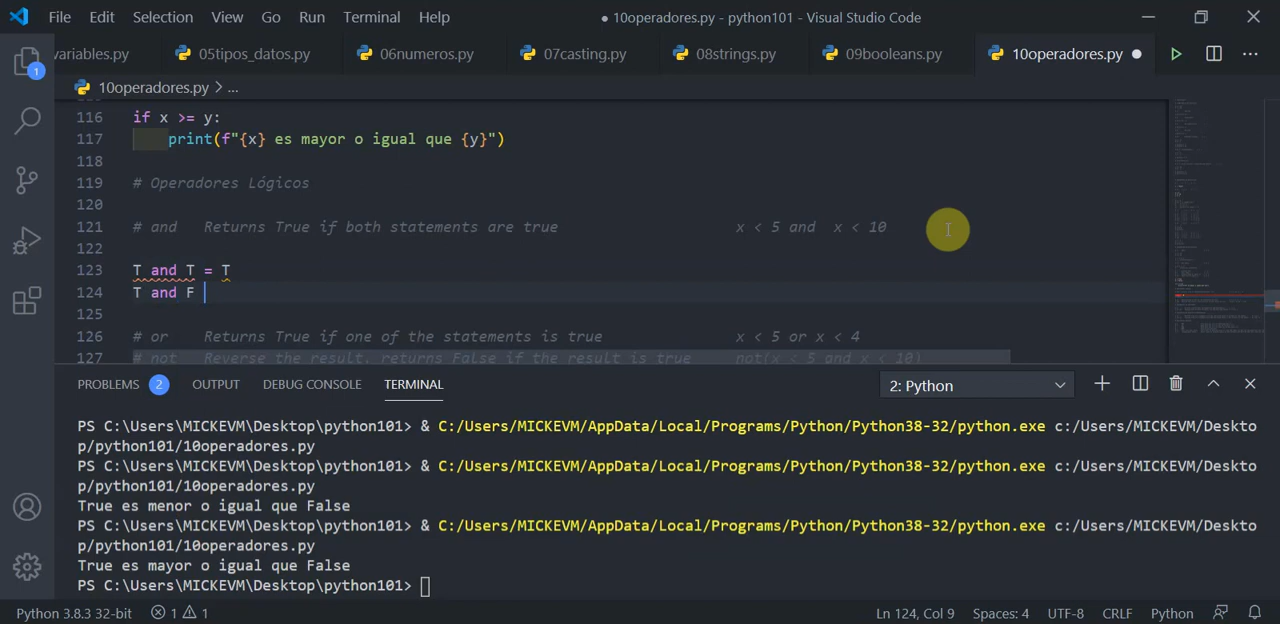 File Edit Selection View Go Run Terminal Help ● 10operadores.py - python101 - Visual Studio Code
variables.py 05tipos_datos.py 06numeros.py 07casting.py 08strings.py 09booleans.py 10operadores.py ●
1
10operadores.py > ...
116 if x >= y:
117 print(f"{x} es mayor o igual que {y}")
118
119 # Operadores Lógicos
120
121 # and Returns True if both statements are true x < 5 and x < 10
122
123 T and T = T
124 T and F
125
126 # or Returns True if one of the statements is true x < 5 or x < 4
127 # not Reverse the result, returns False if the result is true not(x < 5 and x < 10)
PROBLEMS 2 OUTPUT DEBUG CONSOLE TERMINAL 2: Python
PS C:\Users\MICKEVM\Desktop\python101> & C:/Users/MICKEVM/AppData/Local/Programs/Python/Python38-32/python.exe c:/Users/MICKEVM/Deskto
p/python101/10operadores.py
PS C:\Users\MICKEVM\Desktop\python101> & C:/Users/MICKEVM/AppData/Local/Programs/Python/Python38-32/python.exe c:/Users/MICKEVM/Deskto
p/python101/10operadores.py
True es menor o igual que False
PS C:\Users\MICKEVM\Desktop\python101> & C:/Users/MICKEVM/AppData/Local/Programs/Python/Python38-32/python.exe c:/Users/MICKEVM/Deskto
p/python101/10operadores.py
True es mayor o igual que False
PS C:\Users\MICKEVM\Desktop\python101>
Python 3.8.3 32-bit 1 1 Ln 124, Col 9 Spaces: 4 UTF-8 CRLF Python